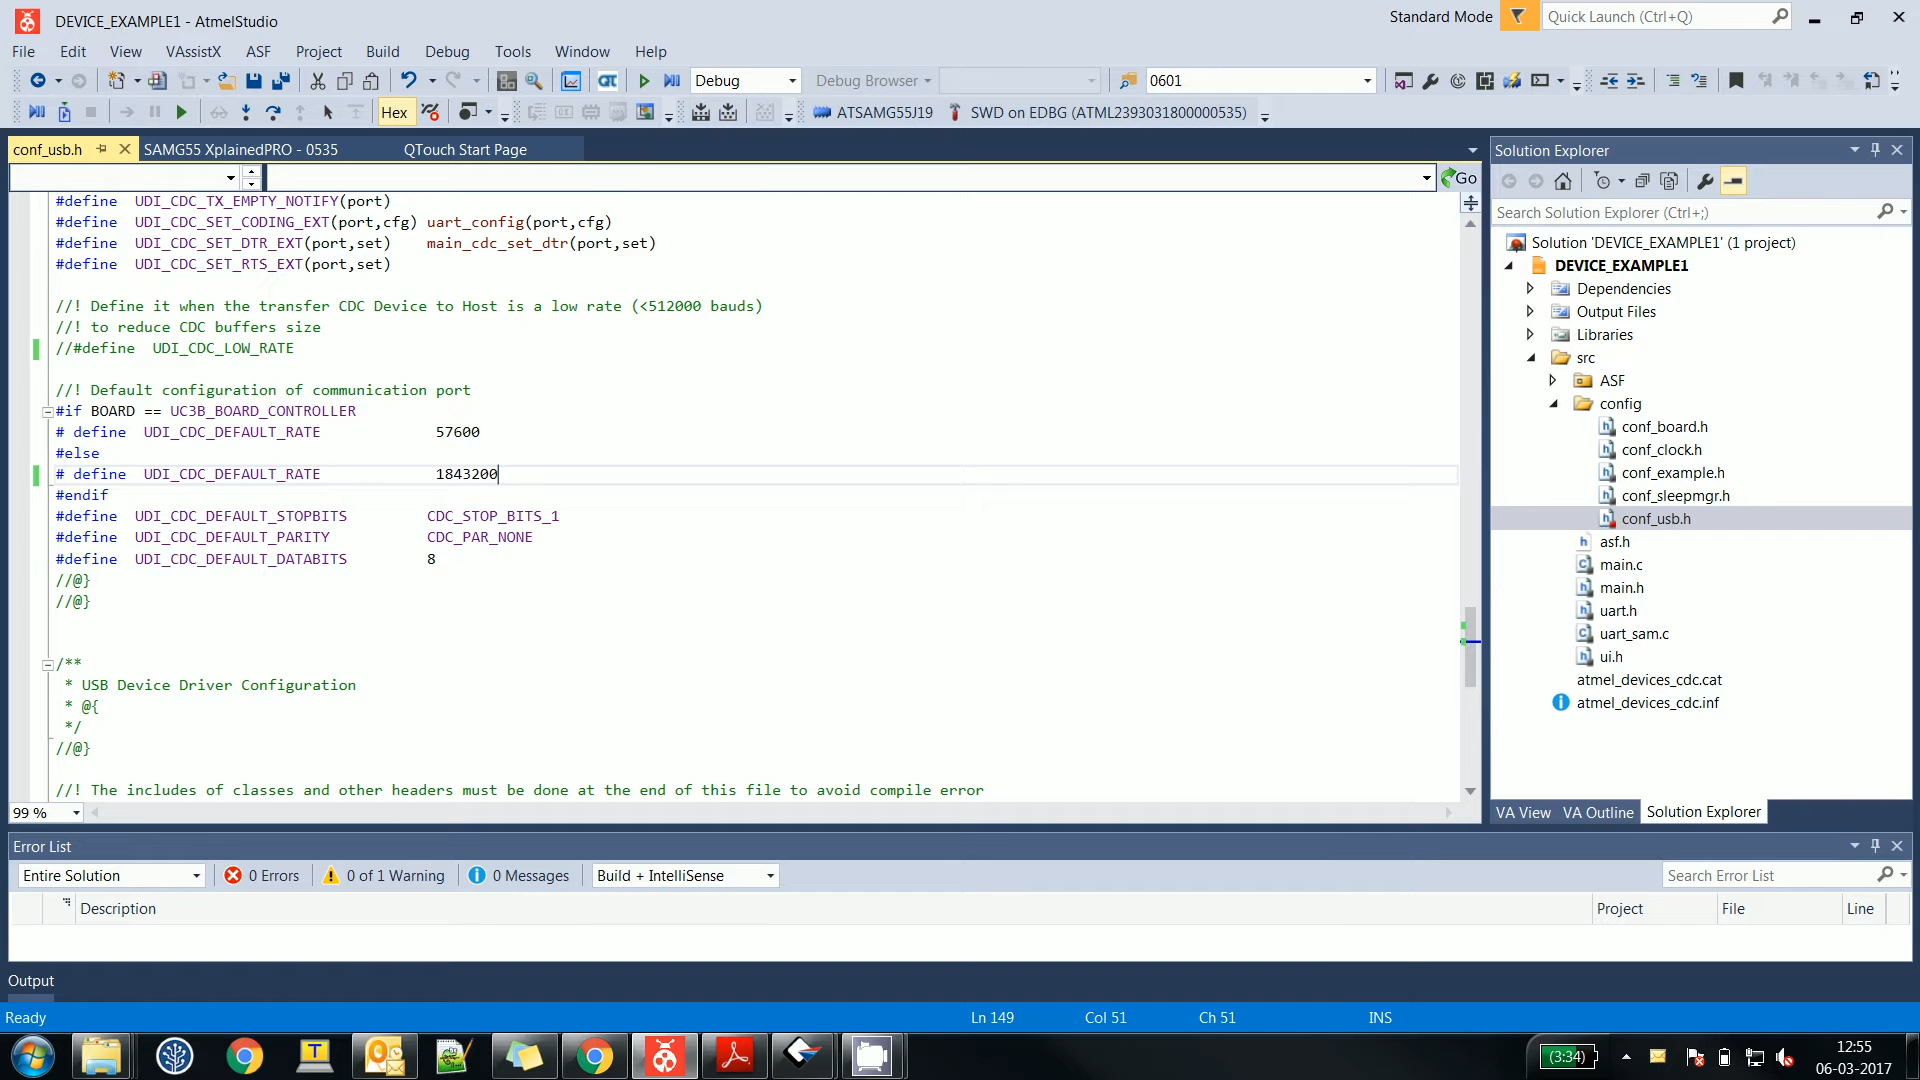 DEVICE_EXAMPLE1 - AtmelStudio
Standard Mode
Quick Launch (Ctrl+Q)
File Edit View VAssistX ASF Project Build Debug Tools Window Help
QT Debug Debug Browser 0601
Hex ATSAMG55J19 SWD on EDBG (ATML2393031800000535)
conf_usb.h SAMG55 XplainedPRO - 0535 QTouch Start Page
Go
#define UDI_CDC_TX_EMPTY_NOTIFY(port)
#define UDI_CDC_SET_CODING_EXT(port,cfg) uart_config(port,cfg)
#define UDI_CDC_SET_DTR_EXT(port,set) main_cdc_set_dtr(port,set)
#define UDI_CDC_SET_RTS_EXT(port,set)
//! Define it when the transfer CDC Device to Host is a low rate (<512000 bauds)
//! to reduce CDC buffers size
//#define UDI_CDC_LOW_RATE
//! Default configuration of communication port
#if BOARD == UC3B_BOARD_CONTROLLER
# define UDI_CDC_DEFAULT_RATE 57600
#else
# define UDI_CDC_DEFAULT_RATE 1843200
#endif
#define UDI_CDC_DEFAULT_STOPBITS CDC_STOP_BITS_1
#define UDI_CDC_DEFAULT_PARITY CDC_PAR_NONE
#define UDI_CDC_DEFAULT_DATABITS 8
//@}
//@}
/**
* USB Device Driver Configuration
* @{
*/
//@}
//! The includes of classes and other headers must be done at the end of this file to avoid compile error
99 %
Solution Explorer
Search Solution Explorer (Ctrl+;)
Solution 'DEVICE_EXAMPLE1' (1 project)
DEVICE_EXAMPLE1
Dependencies
Output Files
Libraries
src
ASF
config
conf_board.h
conf_clock.h
conf_example.h
conf_sleepmgr.h
conf_usb.h
asf.h
main.c
main.h
uart.h
uart_sam.c
ui.h
atmel_devices_cdc.cat
atmel_devices_cdc.inf
VA View VA Outline Solution Explorer
Error List
Entire Solution 0 Errors 0 of 1 Warning 0 Messages Build + IntelliSense
Search Error List
Description Project File Line
Output
Ready Ln 149 Col 51 Ch 51 INS
(3:34)
12:55
06-03-2017